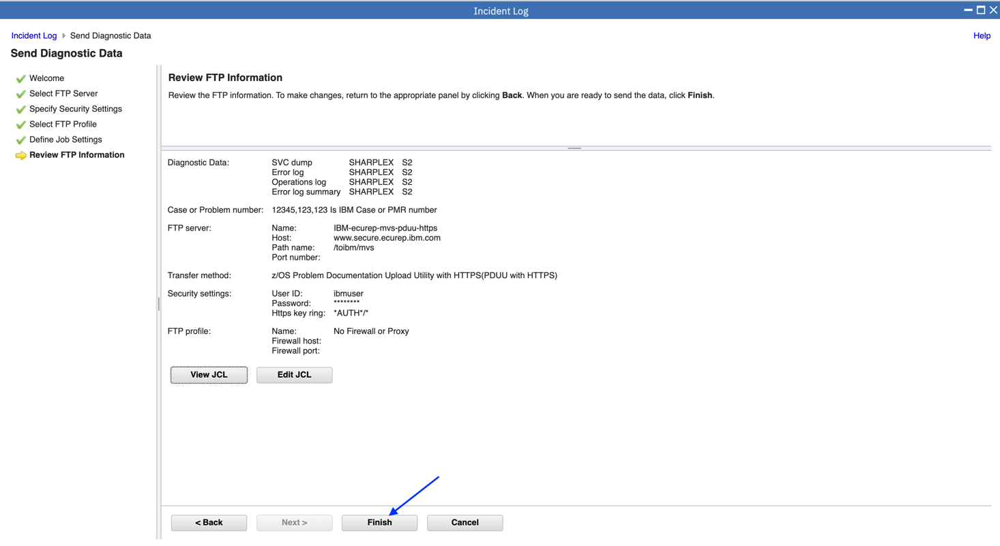 Incident Log
Incident Log Send Diagnostic Data Help
Send Diagnostic Data
Welcome
Select FTP Server
Specify Security Settings
Select FTP Profile
Define Job Settings
Review FTP Information
Review FTP Information
Review the FTP information. To make changes, return to the appropriate panel by clicking Back. When you are ready to send the data, click Finish.
Diagnostic Data: SVC dump SHARPLEX S2
Error log SHARPLEX S2
Operations log SHARPLEX S2
Error log summary SHARPLEX S2
Case or Problem number: 12345,123,123 Is IBM Case or PMR number
FTP server: Name: IBM-ecurep-mvs-pduu-https
Host: www.secure.ecurep.ibm.com
Path name: /toibm/mvs
Port number:
Transfer method: z/OS Problem Documentation Upload Utility with HTTPS(PDUU with HTTPS)
Security settings: User ID: ibmuser
Password: ********
Https key ring: *AUTH*/*
FTP profile: Name: No Firewall or Proxy
Firewall host:
Firewall port:
View JCL Edit JCL
< Back Next > Finish Cancel